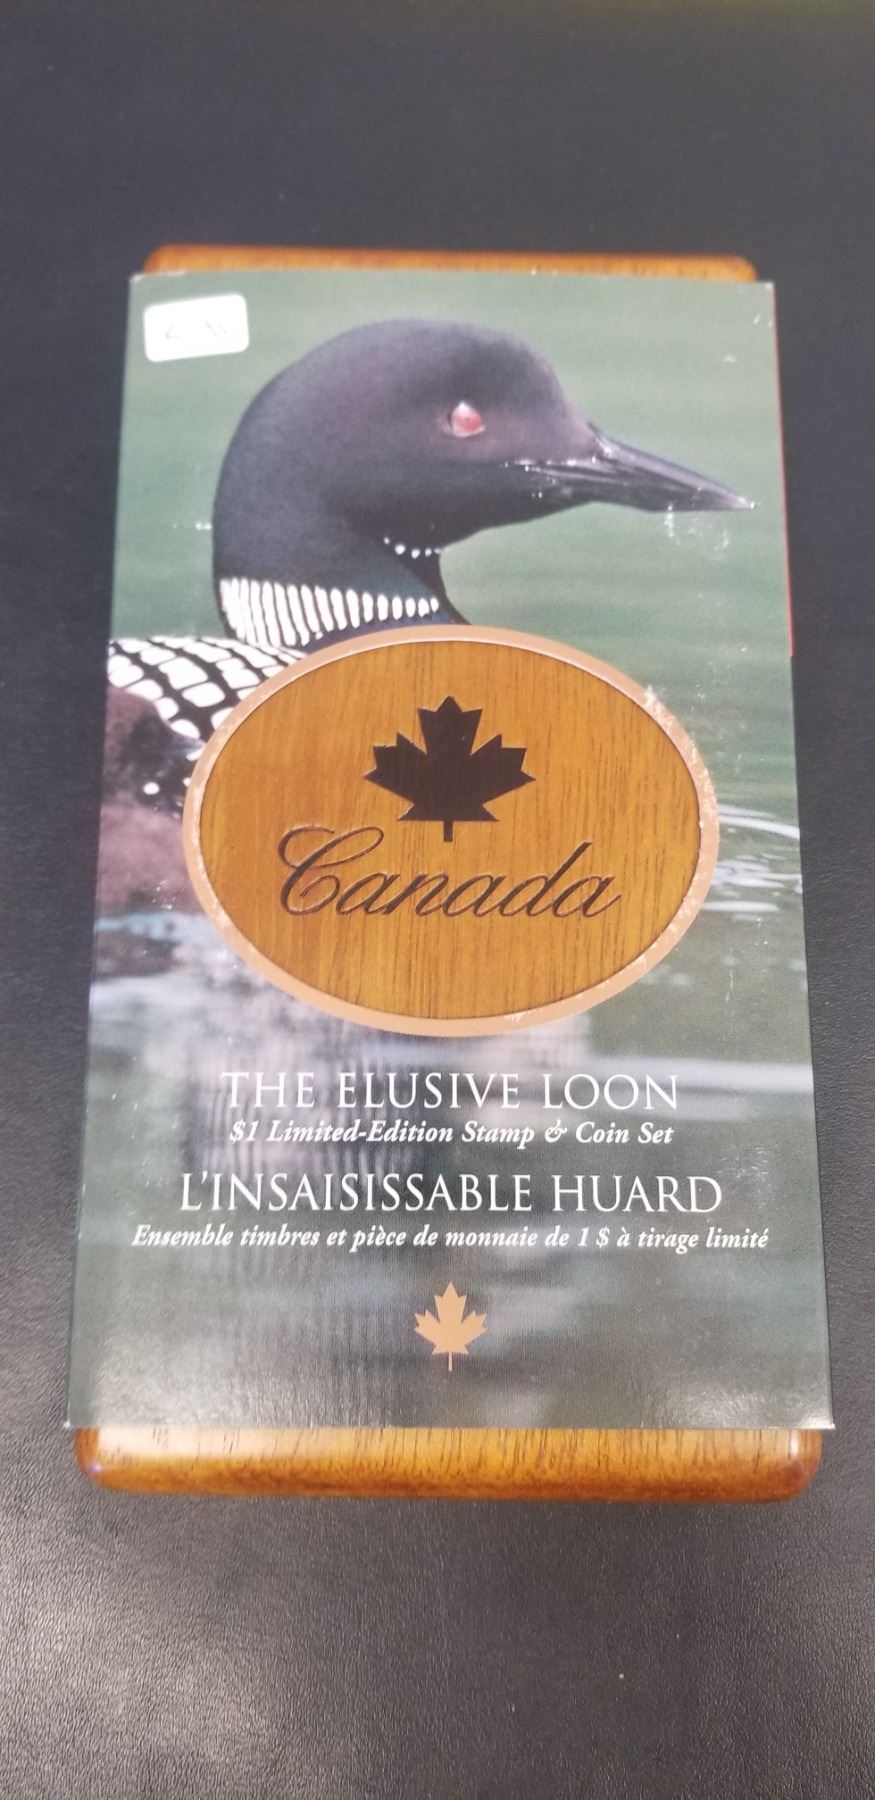 Canada
THE ELUSIVE LOON
$1 Limited-Edition Stamp & Coin Set
L'INSAISISSABLE HUARD
Ensemble timbres et pièce de monnaie de 1 $ à tirage limité